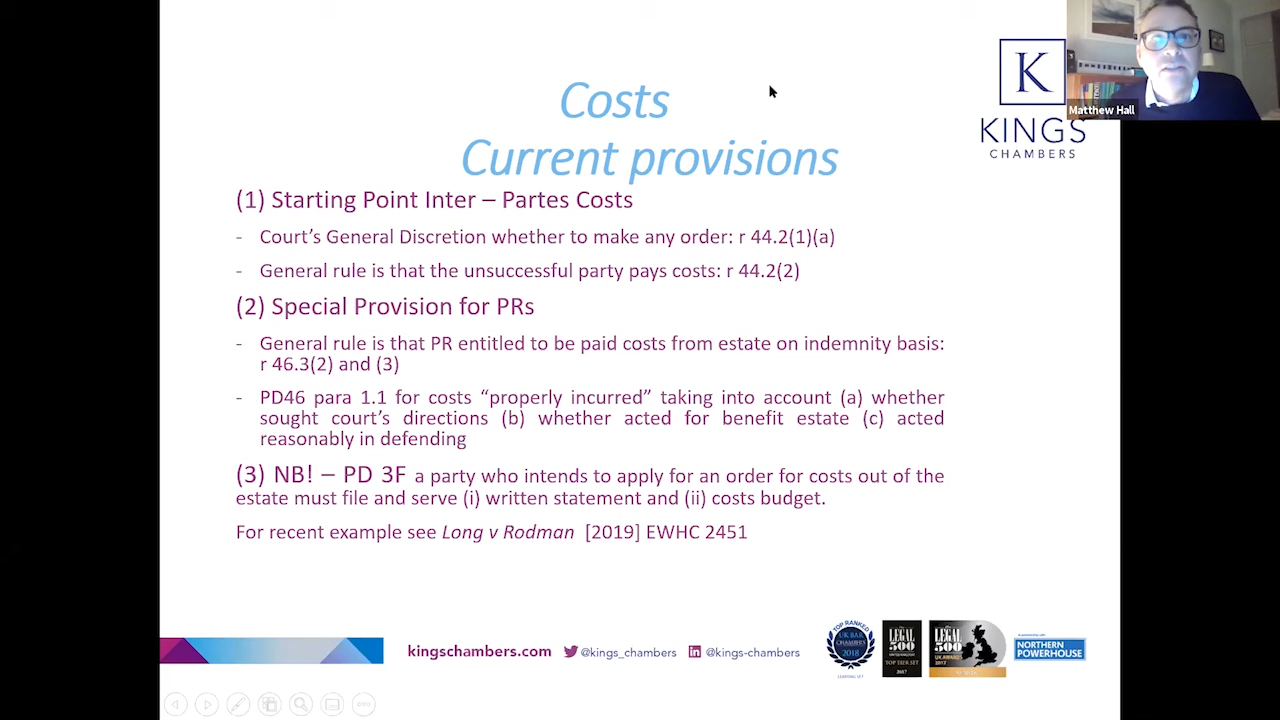 Costs
Current provisions
K
KINGS
CHAMBERS
Matthew Hall
(1) Starting Point Inter – Partes Costs
- Court's General Discretion whether to make any order: r 44.2(1)(a)
- General rule is that the unsuccessful party pays costs: r 44.2(2)
(2) Special Provision for PRs
- General rule is that PR entitled to be paid costs from estate on indemnity basis:
r 46.3(2) and (3)
- PD46 para 1.1 for costs “properly incurred” taking into account (a) whether
sought court's directions (b) whether acted for benefit estate (c) acted
reasonably in defending
(3) NB! – PD 3F a party who intends to apply for an order for costs out of the
estate must file and serve (i) written statement and (ii) costs budget.
For recent example see Long v Rodman [2019] EWHC 2451
kingschambers.com
@kings_chambers
@kings-chambers
TOP RANKED
UK BAR
CHAMBERS
2018
LEADING SET
LEGAL
500
TOP TIER SET
2017
LEGAL
500
UK AWARDS
2017
NORTHERN
POWERHOUSE